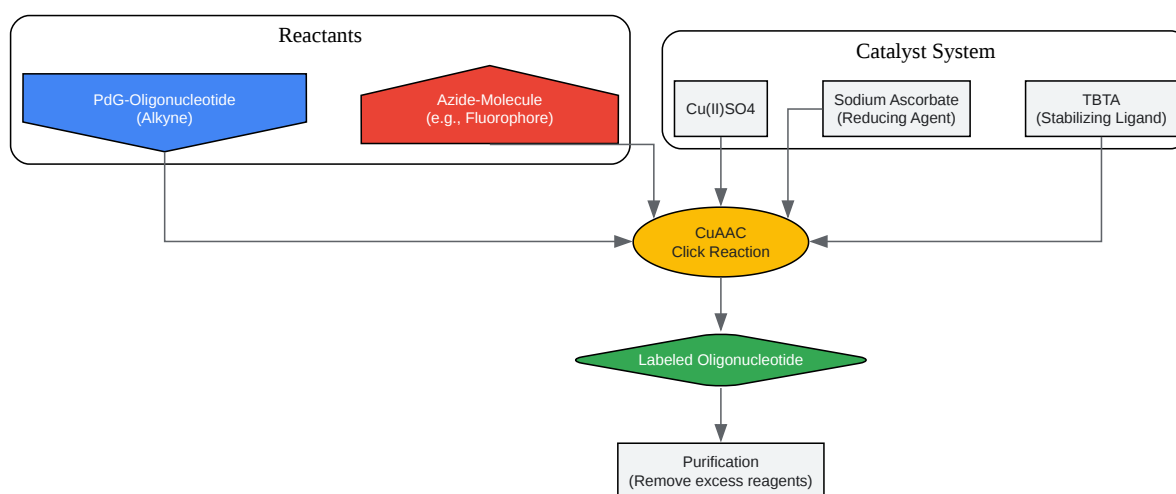 Reactants
PdG-Oligonucleotide
(Alkyne)
Azide-Molecule
(e.g., Fluorophore)
Catalyst System
Cu(II)SO4
Sodium Ascorbate
(Reducing Agent)
TBTA
(Stabilizing Ligand)
CuAAC
Click Reaction
Labeled Oligonucleotide
Purification
(Remove excess reagents)